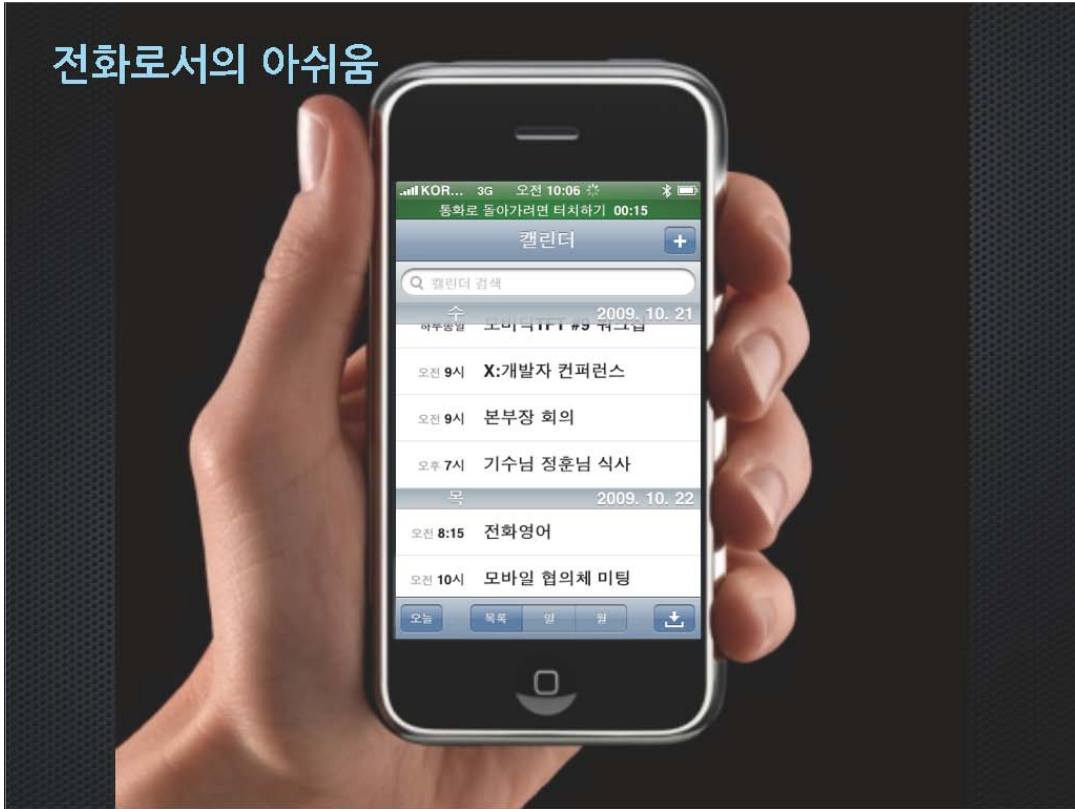 전화로서의 아쉬움
KOR... 3G 오전 10:06
통화로 돌아가려면 터치하기 00:15
캘린더 +
캘린더 검색
수 2009. 10. 21
하루종일 #9
오전 9시 X:개발자 컨퍼런스
오전 9시 본부장 회의
오후 7시 기수님 정훈님 식사
목 2009. 10. 22
오전 8:15 전화영어
오전 10시 모바일 협의체 미팅
오늘 목록 일 월